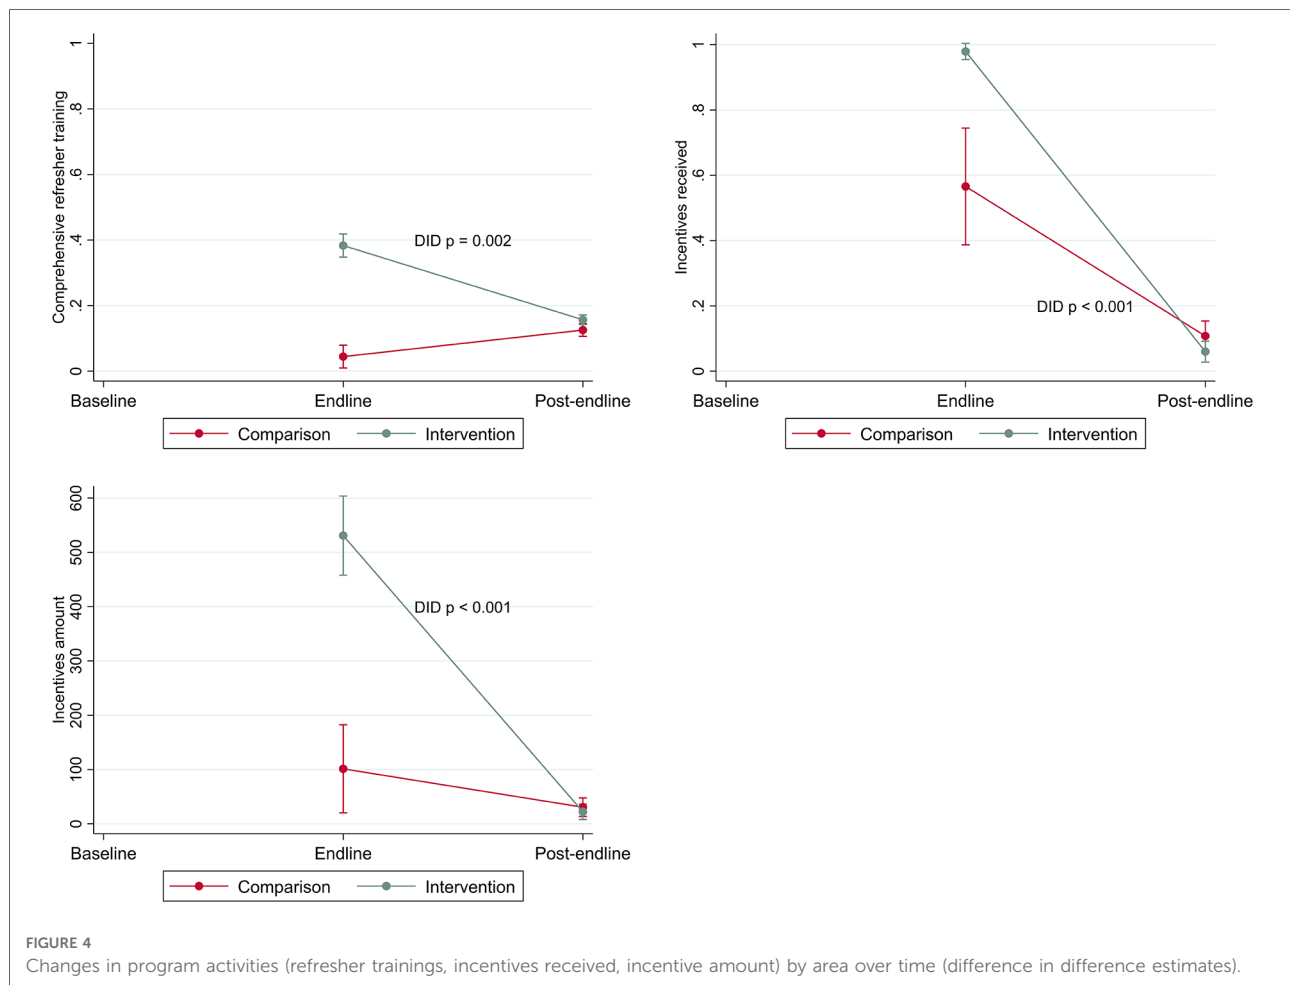 Comprehensive refresher training
1
.8
.6
.4
.2
0
DID p = 0.002
Baseline Endline Post-endline
Comparison Intervention
Incentives received
1
.8
.6
.4
.2
0
DID p < 0.001
Baseline Endline Post-endline
Comparison Intervention
Incentives amount
600
500
400
300
200
100
0
DID p < 0.001
Baseline Endline Post-endline
Comparison Intervention
FIGURE 4
Changes in program activities (refresher trainings, incentives received, incentive amount) by area over time (difference in difference estimates).